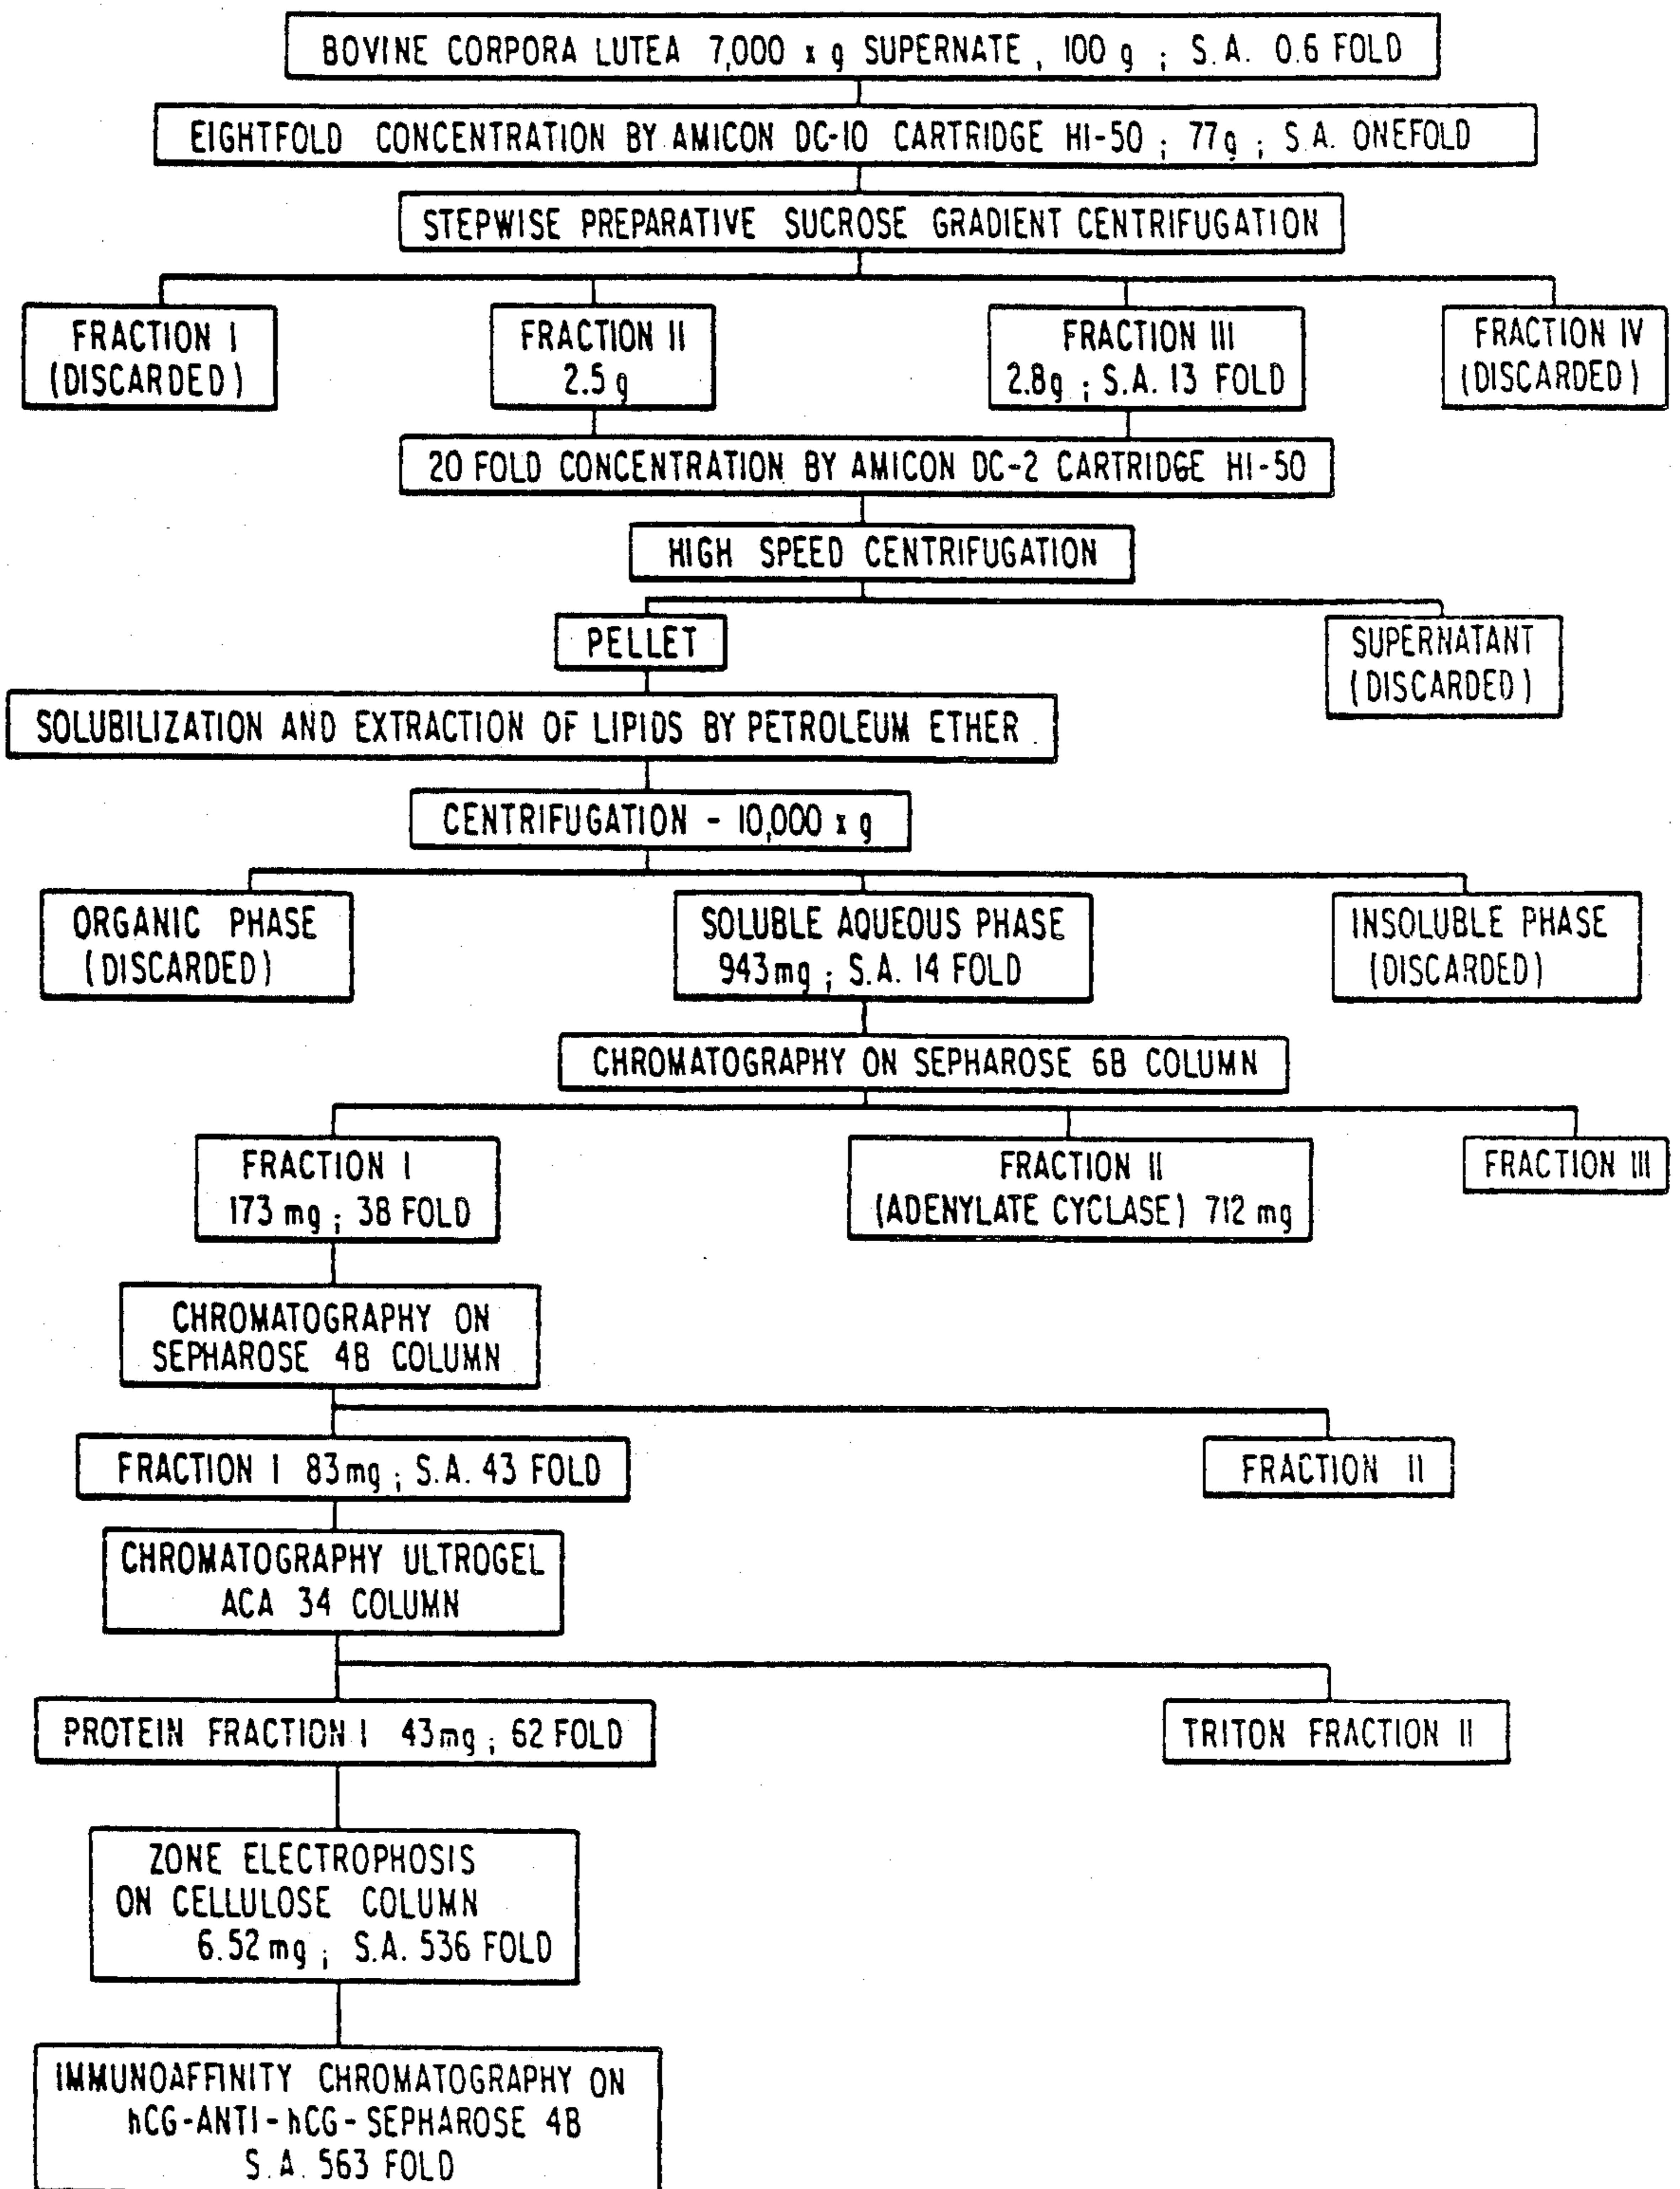 BOVINE CORPORA LUTEA 7,000 x g SUPERNATE, 100 g ; S.A. 0.6 FOLD
EIGHTFOLD CONCENTRATION BY AMICON DC-10 CARTRIDGE HI-50 ; 77g ; S.A. ONEFOLD
STEPWISE PREPARATIVE SUCROSE GRADIENT CENTRIFUGATION
FRACTION I
(DISCARDED)
FRACTION II
2.5 g
FRACTION III
2.8g ; S.A. 13 FOLD
FRACTION IV
(DISCARDED)
20 FOLD CONCENTRATION BY AMICON DC-2 CARTRIDGE HI-50
HIGH SPEED CENTRIFUGATION
PELLET
SUPERNATANT
(DISCARDED)
SOLUBILIZATION AND EXTRACTION OF LIPIDS BY PETROLEUM ETHER.
CENTRIFUGATION - 10,000 x g
ORGANIC PHASE
(DISCARDED)
SOLUBLE AQUEOUS PHASE
943mg ; S.A. 14 FOLD
INSOLUBLE PHASE
(DISCARDED)
CHROMATOGRAPHY ON SEPHAROSE 6B COLUMN
FRACTION I
173 mg ; 38 FOLD
FRACTION II
(ADENYLATE CYCLASE) 712 mg
FRACTION III
CHROMATOGRAPHY ON
SEPHAROSE 4B COLUMN
FRACTION I 83mg ; S.A. 43 FOLD
FRACTION II
CHROMATOGRAPHY ULTROGEL
ACA 34 COLUMN
PROTEIN FRACTION I 43mg ; 62 FOLD
TRITON FRACTION II
ZONE ELECTROPHOSIS
ON CELLULOSE COLUMN
6.52mg ; S.A. 536 FOLD
IMMUNOAFFINITY CHROMATOGRAPHY ON
hCG-ANTI-hCG-SEPHAROSE 4B
S.A. 563 FOLD